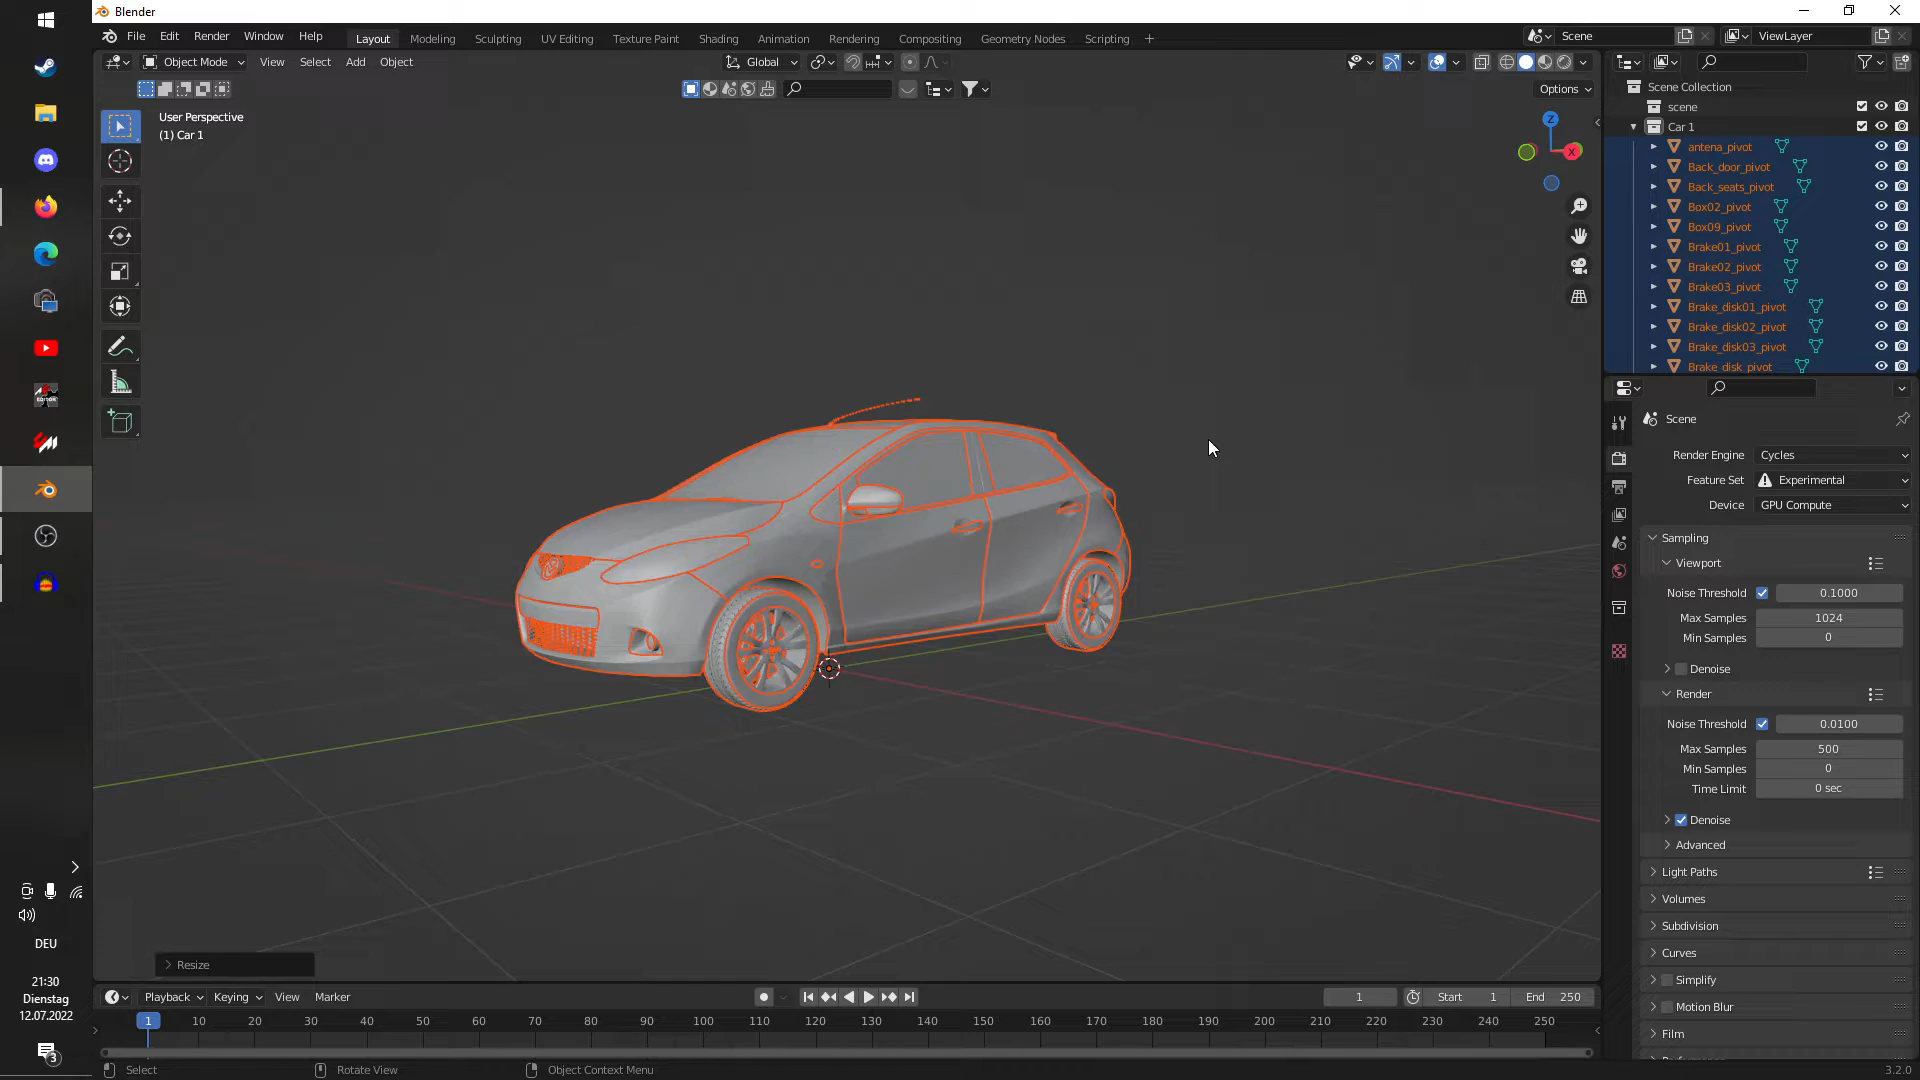 Blender
File Edit Render Window Help
Layout Modeling Sculpting UV Editing Texture Paint Shading Animation Rendering Compositing Geometry Nodes Scripting
Scene
ViewLayer
Object Mode View Select Add Object
Global
Options
User Perspective
(1) Car 1
Z
X
Scene Collection
scene
Car 1
antena_pivot
Back_door_pivot
Back_seats_pivot
Box02_pivot
Box09_pivot
Brake01_pivot
Brake02_pivot
Brake03_pivot
Brake_disk01_pivot
Brake_disk02_pivot
Brake_disk03_pivot
Brake_disk_pivot
Scene
Render Engine Cycles
Feature Set Experimental
Device GPU Compute
Sampling
Viewport
Noise Threshold 0.1000
Max Samples 1024
Min Samples 0
Denoise
Render
Noise Threshold 0.0100
Max Samples 500
Min Samples 0
Time Limit 0 sec
Denoise
Advanced
Light Paths
Volumes
Subdivision
Curves
Simplify
Motion Blur
Film
Resize
Playback Keying View Marker
1
Start 1
End 250
1 10 20 30 40 50 60 70 80 90 100 110 120 130 140 150 160 170 180 190 200 210 220 230 240 250
Select
Rotate View
Object Context Menu
3.2.0
EDITOR
DEU
21:30
Dienstag
12.07.2022
3